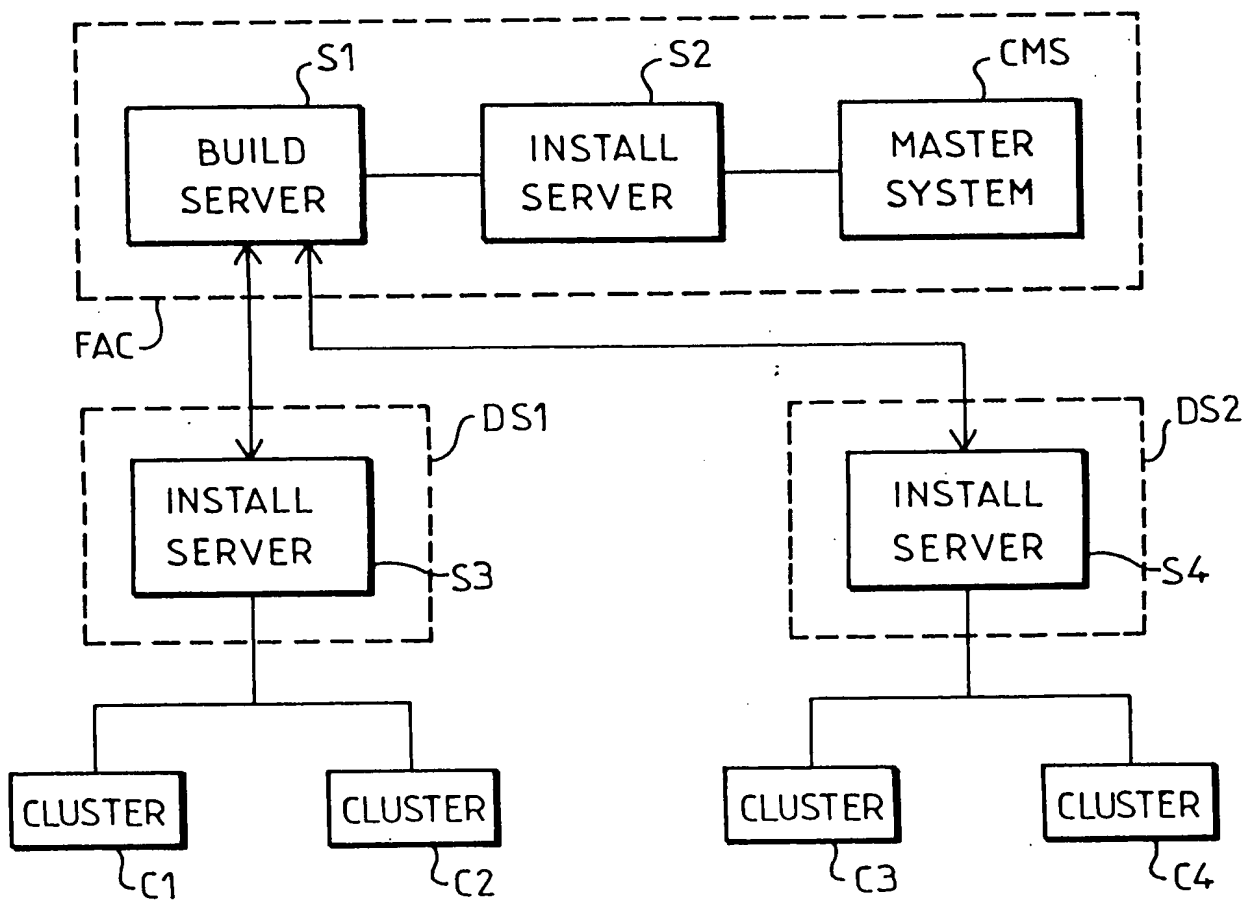 S1
S2
CMS
BUILD
SERVER
INSTALL
SERVER
MASTER
SYSTEM
FAC
DS1
DS2
INSTALL
SERVER
S3
INSTALL
SERVER
S4
CLUSTER
CLUSTER
CLUSTER
CLUSTER
C1
C2
C3
C4